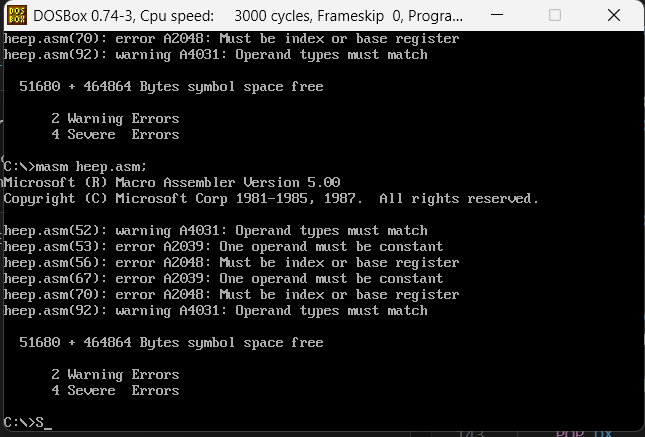 DOSBox 0.74-3, Cpu speed: 3000 cycles, Frameskip 0, Progra...
heep.asm(70): error A2048: Must be index or base register
heep.asm(92): warning A4031: Operand types must match
51680 + 464864 Bytes symbol space free
2 Warning Errors
4 Severe Errors
C:\>masm heep.asm;
Microsoft (R) Macro Assembler Version 5.00
Copyright (C) Microsoft Corp 1981-1985, 1987. All rights reserved.
heep.asm(52): warning A4031: Operand types must match
heep.asm(53): error A2039: One operand must be constant
heep.asm(56): error A2048: Must be index or base register
heep.asm(67): error A2039: One operand must be constant
heep.asm(70): error A2048: Must be index or base register
heep.asm(92): warning A4031: Operand types must match
51680 + 464864 Bytes symbol space free
2 Warning Errors
4 Severe Errors
C:\>S_
143 POP DX